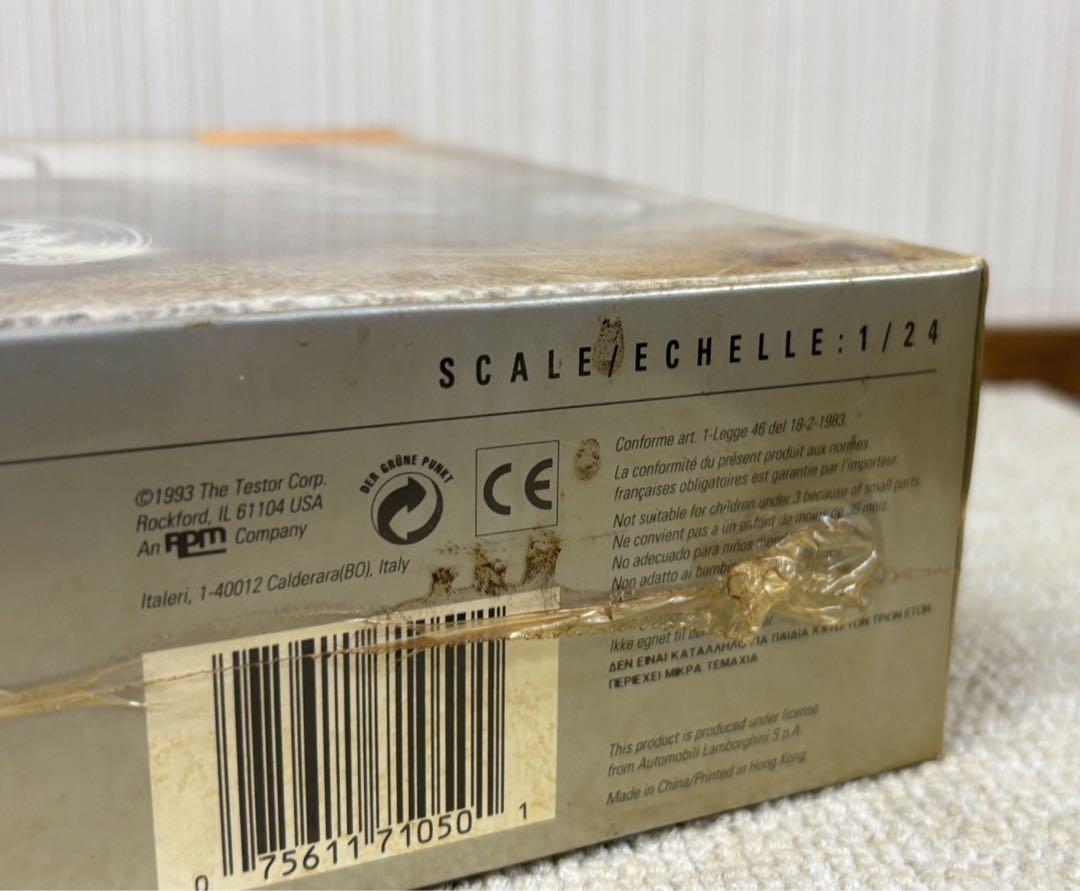 SCALE/ECHELLE:1/24
©1993 The Testor Corp.
Rockford, IL 61104 USA
An RPM Company
Italeri, 1-40012 Calderara(BO), Italy
DER GRÜNE PUNKT
CE
Conforme art. 1-Legge 46 del 18-2-1983.
La conformité du présent produit aux normes
françaises obligatoires est garantie par l'importeur.
Not suitable for children under 3 because of small parts.
Ne convient pas a un enfant de moins de 36 mois.
No adecuado para niños
Non adatto ai
Ikke egnet til
ΔΕΝ ΕΙΝΑΙ ΓΙΑ ΠΑΙΔΙΑ ΤΩΝ ΤΡΙΩΝ ΕΤΩΝ
ΠΕΡΙΕΧΕΙ ΜΙΚΡΑ ΤΕΜΑΧΙΑ
This product is produced under license
from Automobili Lamborghini S.p.A.
Made in China/Printed in Hong Kong
0 75611 71050 1